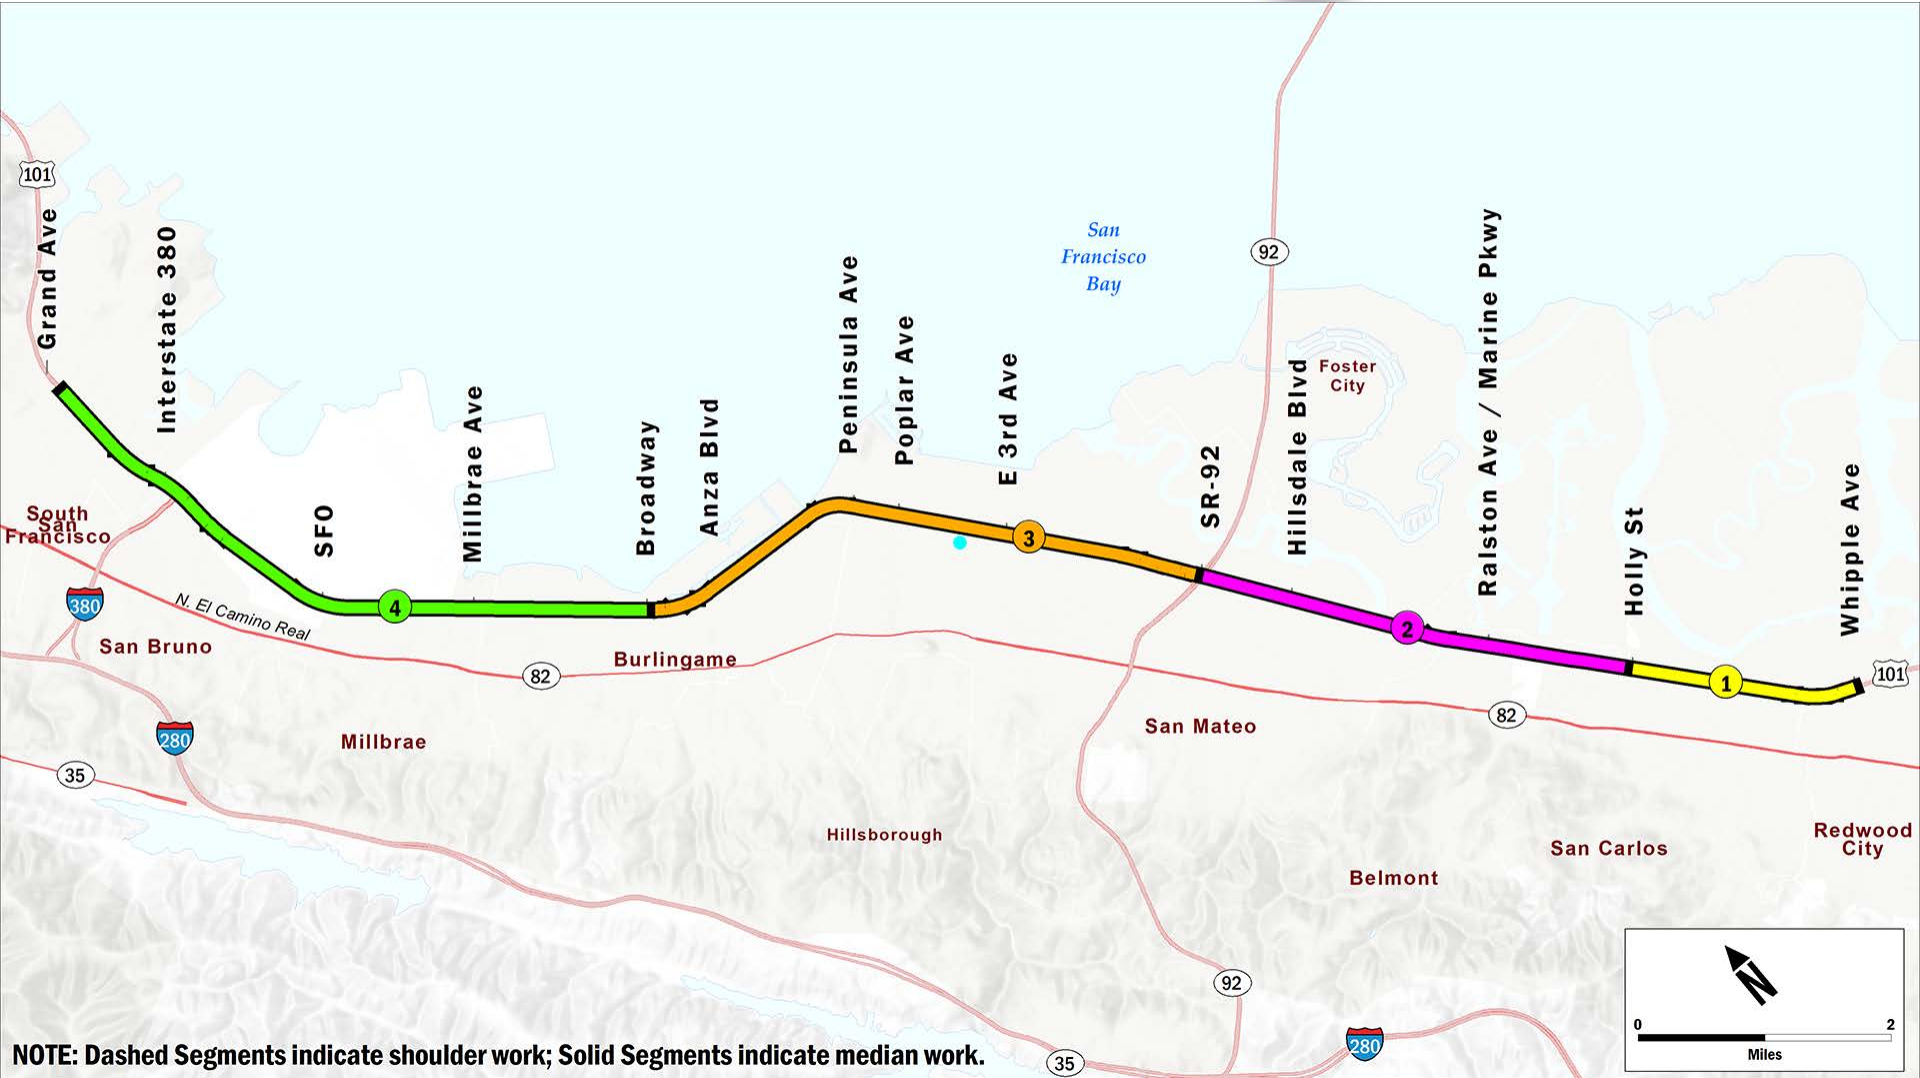 101
Grand Ave
Interstate 380
SFO
Millbrae Ave
Broadway
Anza Blvd
Peninsula Ave
Poplar Ave
E 3rd Ave
San
Francisco
Bay
92
SR-92
Hillsdale Blvd
Foster
City
Ralston Ave / Marine Pkwy
Holly St
Whipple Ave
101
South
San
Francisco
380
N. El Camino Real
4
3
2
1
San Bruno
82
Burlingame
82
280
35
Millbrae
San Mateo
Hillsborough
Belmont
San Carlos
Redwood
City
92
280
35
N
0
2
Miles
NOTE: Dashed Segments indicate shoulder work; Solid Segments indicate median work.